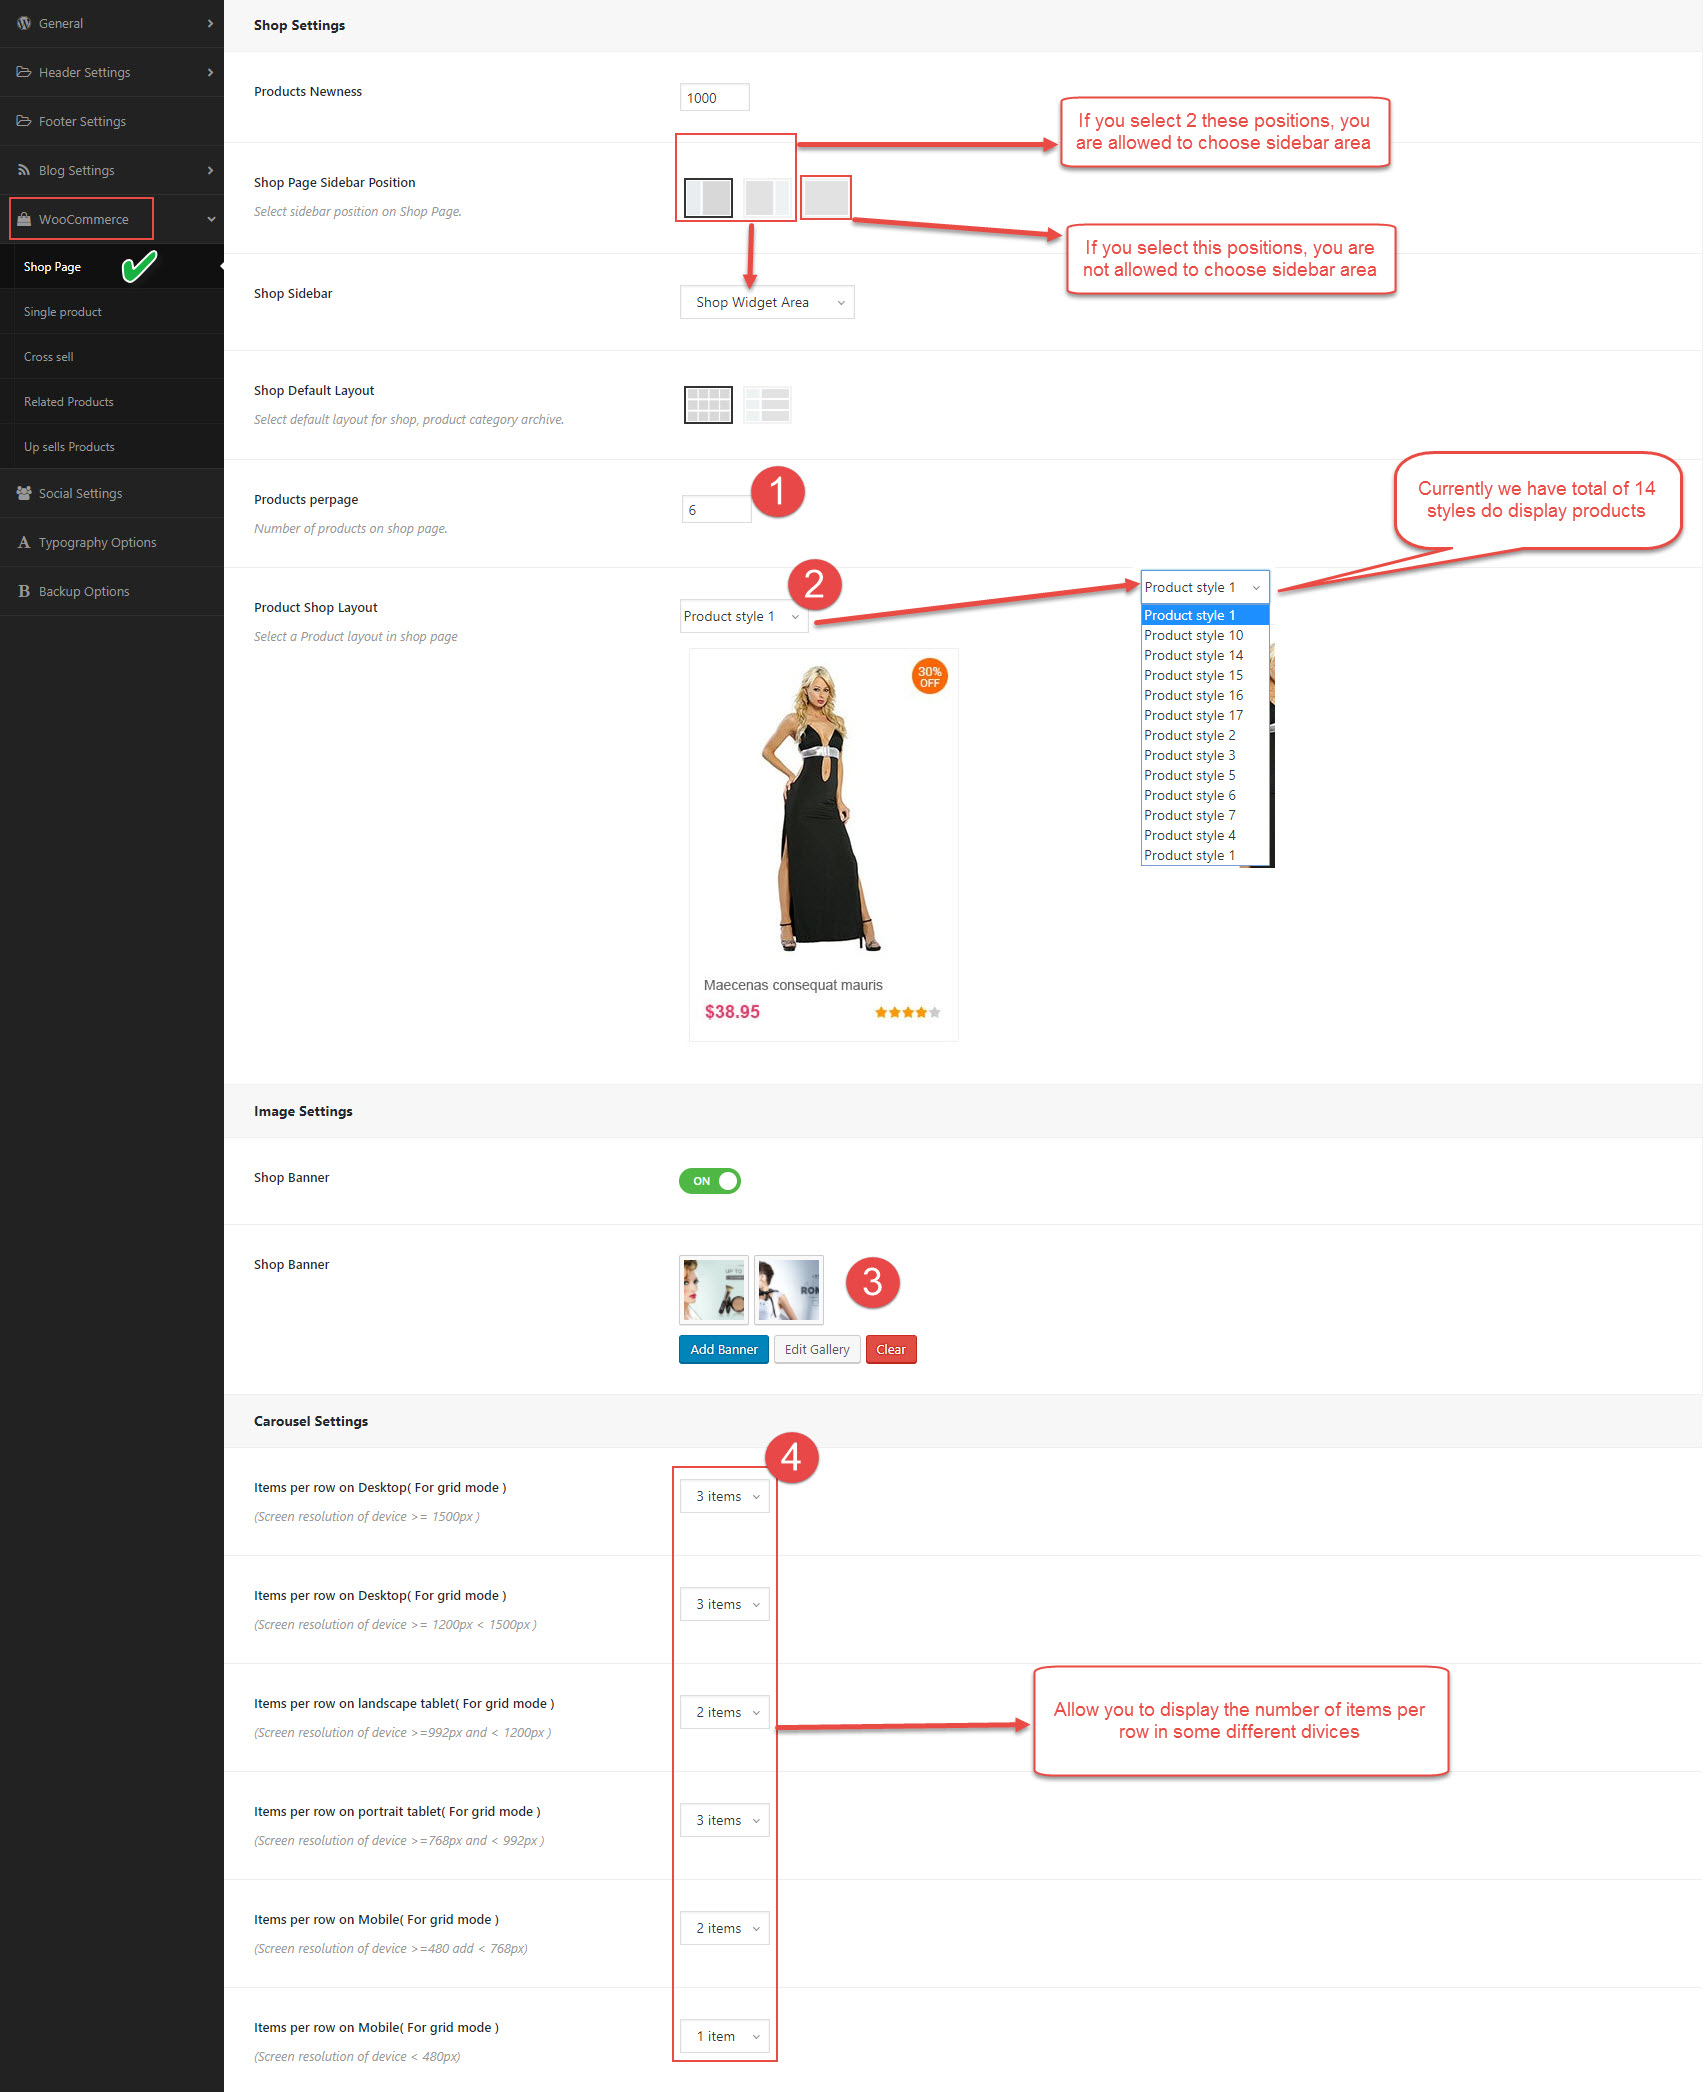 General
Header Settings
Footer Settings
Blog Settings
WooCommerce
Shop Page
Single product
Cross sell
Related Products
Up sells Products
Social Settings
A Typography Options
B Backup Options
Shop Settings
Products Newness
1000
If you select 2 these positions, you
are allowed to choose sidebar area
Shop Page Sidebar Position
Select sidebar position on Shop Page.
If you select this positions, you are
not allowed to choose sidebar area
Shop Sidebar
Shop Widget Area
Shop Default Layout
Select default layout for shop, product category archive.
Products perpage
Number of products on shop page.
6
1
Currently we have total of 14
styles do display products
Product Shop Layout
Select a Product layout in shop page
Product style 1
2
Product style 1
Product style 1
Product style 10
Product style 14
Product style 15
Product style 16
Product style 17
Product style 2
Product style 3
Product style 5
Product style 6
Product style 7
Product style 4
Product style 1
30%
OFF
Maecenas consequat mauris
$38.95
Image Settings
Shop Banner
ON
Shop Banner
UP TO
RON
3
Add Banner
Edit Gallery
Clear
Carousel Settings
4
Items per row on Desktop( For grid mode )
(Screen resolution of device >= 1500px )
3 items
Items per row on Desktop( For grid mode )
(Screen resolution of device >= 1200px < 1500px )
3 items
Items per row on landscape tablet( For grid mode )
(Screen resolution of device >=992px and < 1200px )
2 items
Allow you to display the number of items per
row in some different divices
Items per row on portrait tablet( For grid mode )
(Screen resolution of device >=768px and < 992px )
3 items
Items per row on Mobile( For grid mode )
(Screen resolution of device >=480 add < 768px)
2 items
Items per row on Mobile( For grid mode )
(Screen resolution of device < 480px)
1 item